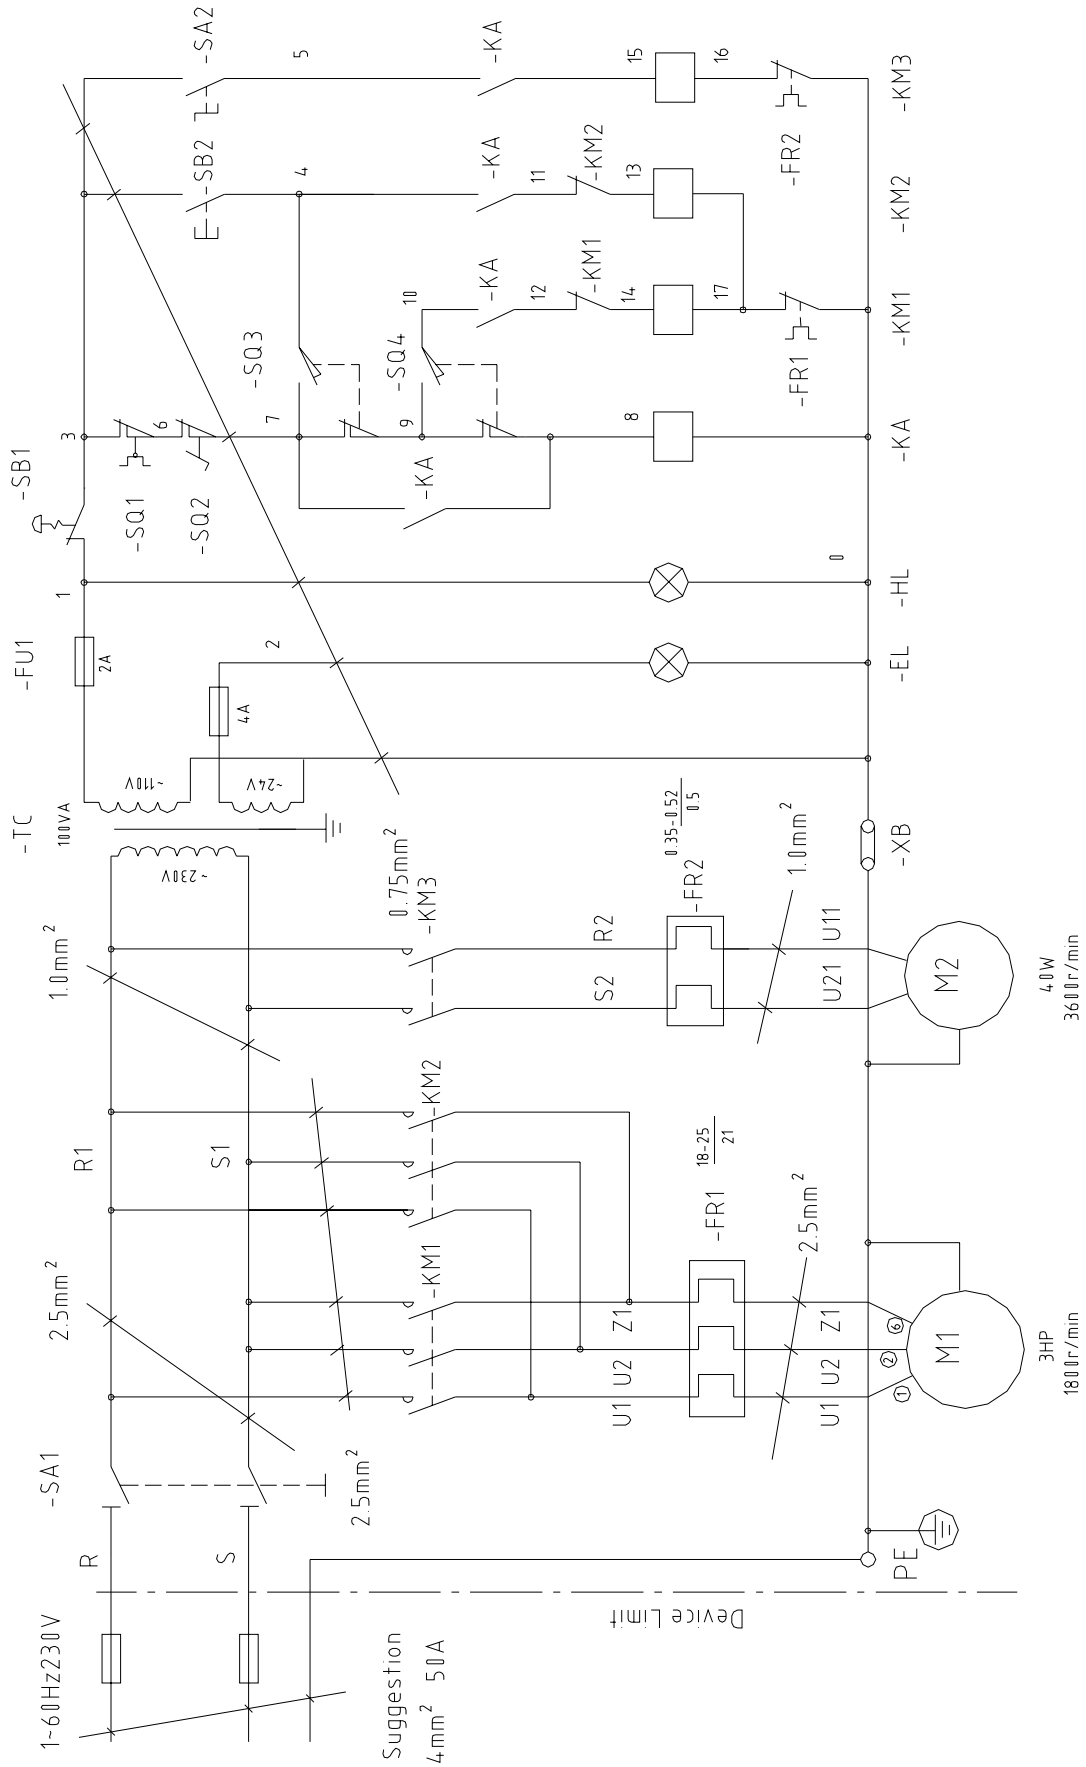 1~60Hz230V
Suggestion
4mm² 50A
Device Limit
R
S
PE
-SA1
2.5mm²
2.5mm²
R1
S1
-KM1
-KM2
U1 U2 Z1
-FR1
18-25
21
2.5mm²
U1 U2 Z1
1
2
6
M1
3HP
1800r/min
1.0mm²
0.75mm²
-KM3
S2 R2
-FR2
0.35-0.52
0.5
1.0mm²
U21 U11
M2
40W
3600r/min
-TC
100VA
~230V
~110V
~24V
-XB
-FU1
2A
4A
1
2
0
-EL
-HL
-SB1
3
-SQ1
6
-SQ2
7
-SQ3
9
-SQ4
10
-KA
8
-KA
-KA
12
-KM1
14
17
-FR1
-KM1
-SB2
4
-KA
11
-KM2
13
-KM2
-SA2
5
-KA
15
16
-FR2
-KM3